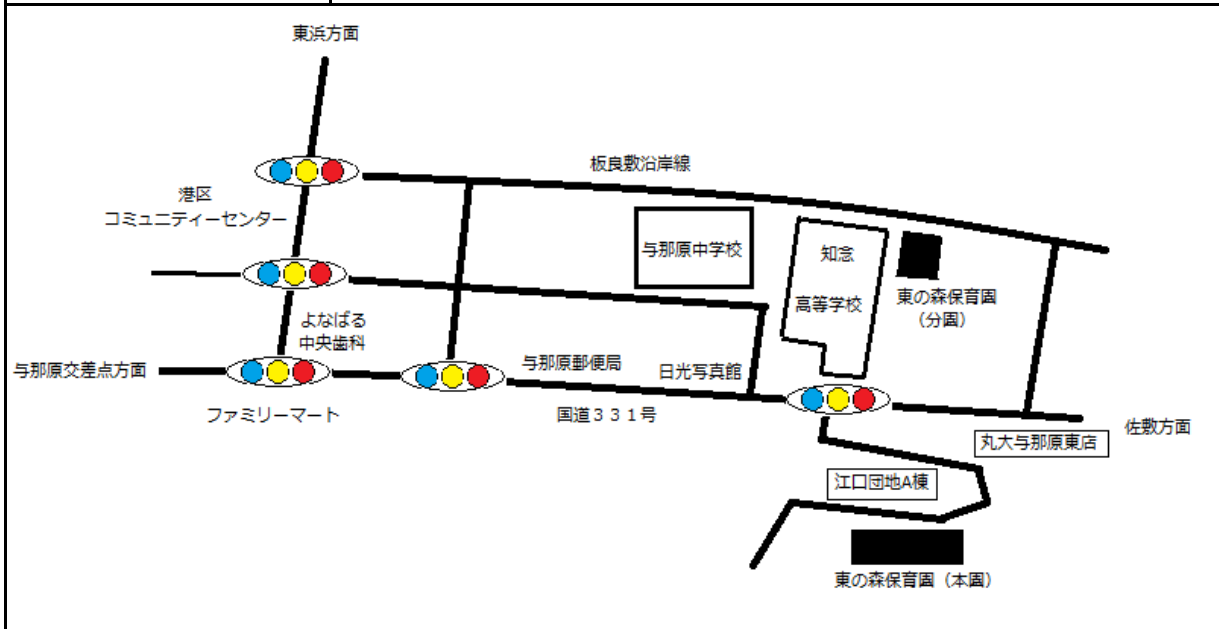 東浜方面
板良敷沿岸線
港区
コミュニティーセンター
与那原中学校
知念
高等学校
東の森保育園
（分園）
よなばる
中央歯科
与那原交差点方面
与那原郵便局
日光写真館
ファミリーマート
国道３３１号
佐敷方面
丸大与那原東店
江口団地A棟
東の森保育園（本園）